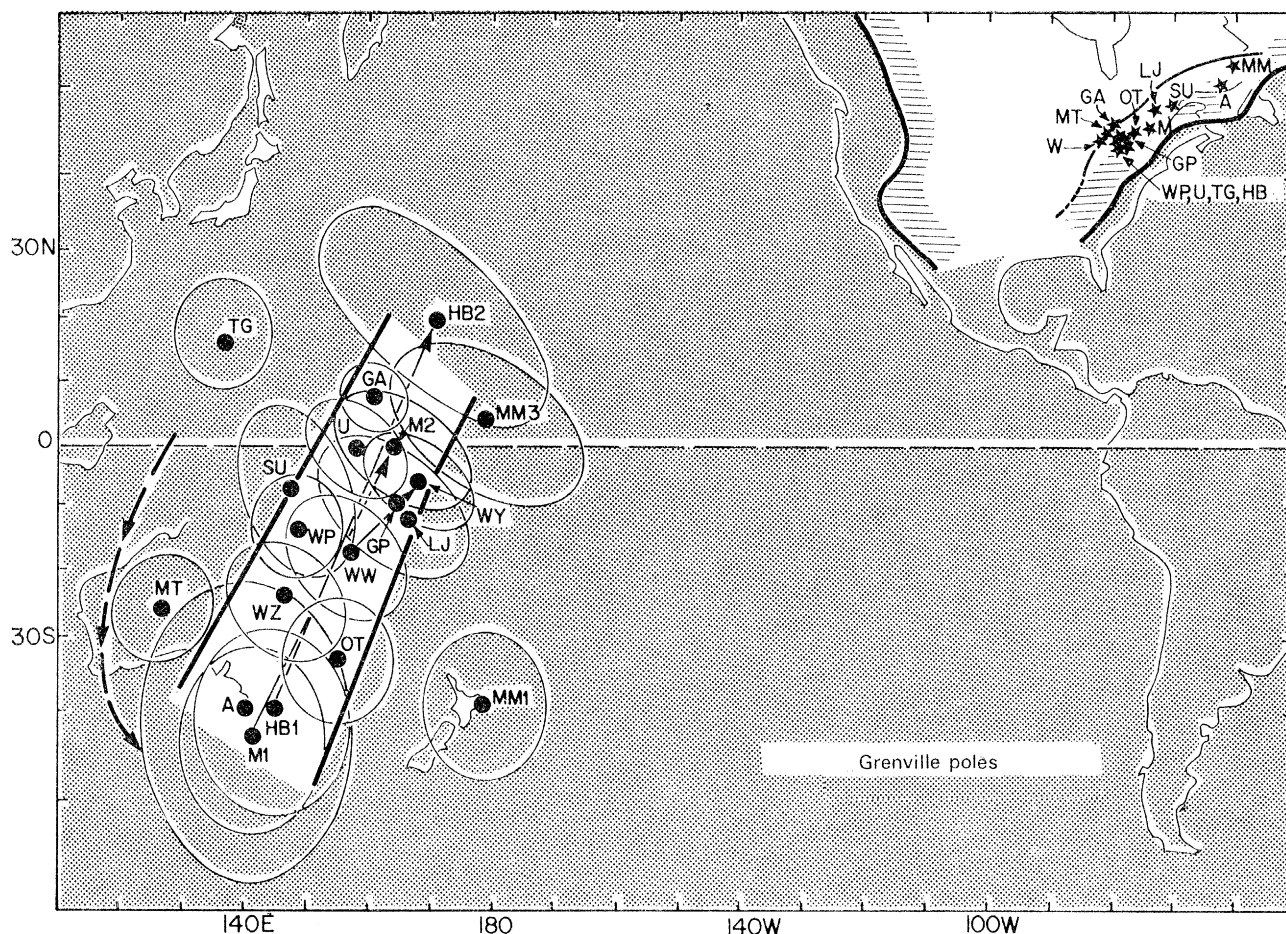 MM
LJ
SU
A
GA
OT
MT
M
W
GP
WP,U,TG,HB
30N
HB2
TG
GA
MM3
U
M2
0
SU
WY
WP
GP
LJ
WW
MT
WZ
30S
OT
A
HB1
MM1
M1
Grenville poles
140E
180
140W
100W